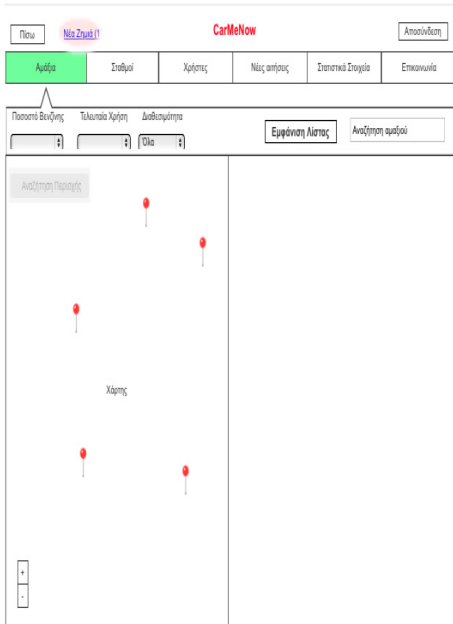 Πίσω Νέα Ζημιά (1 CarMeNow Αποσύνδεση
Αμάξια Σταθμοί Χρήστες Νέες αιτήσεις Στατιστικά Στοιχεία Επικοινωνία
Ποσοστό Βενζίνης Τελευταία Χρήση Διαθεσιμότητα
Όλα Εμφάνιση Λίστας Αναζήτηση αμαξιού
Αναζήτηση Περιοχής
Χάρτης
+
-